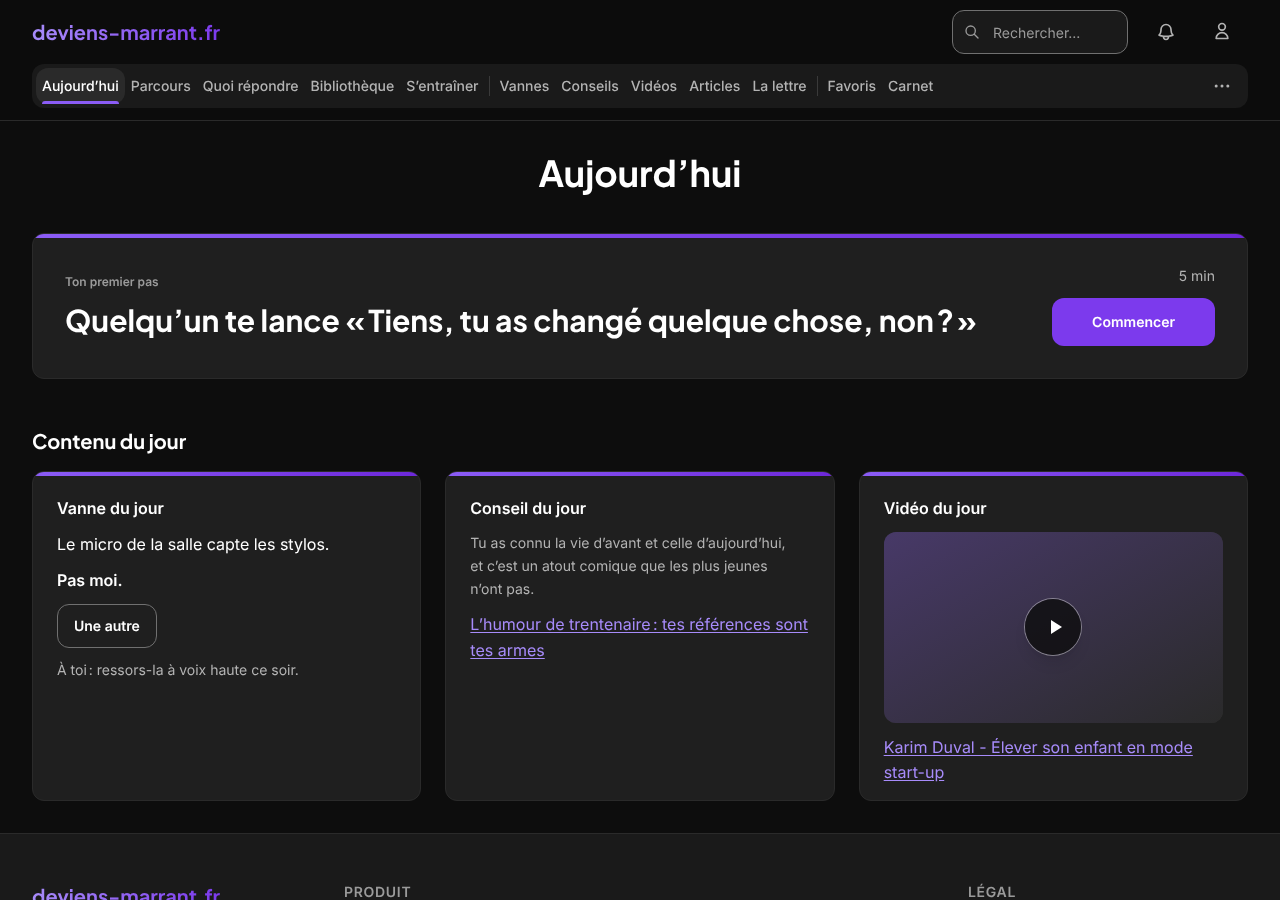 deviens-marrant.fr
Rechercher...
Aujourd’hui Parcours Quoi répondre Bibliothèque S’entraîner Vannes Conseils Vidéos Articles La lettre Favoris Carnet
Aujourd’hui
Ton premier pas
5 min
Quelqu’un te lance « Tiens, tu as changé quelque chose, non ? »
Commencer
Contenu du jour
Vanne du jour
Le micro de la salle capte les stylos.
Pas moi.
Une autre
À toi : ressors-la à voix haute ce soir.
Conseil du jour
Tu as connu la vie d’avant et celle d’aujourd’hui,
et c’est un atout comique que les plus jeunes
n’ont pas.
L’humour de trentenaire : tes références sont
tes armes
Vidéo du jour
Karim Duval - Élever son enfant en mode
start-up
deviens-marrant.fr
PRODUIT
LÉGAL